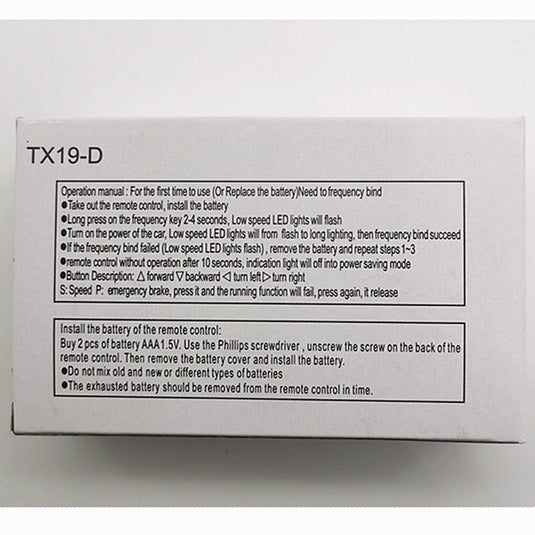 TX19-D
Operation manual : For the first time to use (Or Replace the battery)Need to frequency bind
●Take out the remote control, install the battery
●Long press on the frequency key 2-4 seconds, Low speed LED lights will flash
●Turn on the power of the car, Low speed LED lights will from flash to long lighting, then frequency bind succeed
●If the frequency bind failed (Low speed LED lights flash) , remove the battery and repeat steps 1~3
●remote control without operation after 10 seconds, indication light will off into power saving mode
●Button Description: △ forward ▽ backward ◁ turn left ▷ turn right
S: Speed P: emergency brake, press it and the running function will fail, press again, it release
Install the battery of the remote control:
Buy 2 pcs of battery AAA1.5V. Use the Phillips screwdriver , unscrew the screw on the back of the
remote control. Then remove the battery cover and install the battery.
●Do not mix old and new or different types of batteries
●The exhausted battery should be removed from the remote control in time.